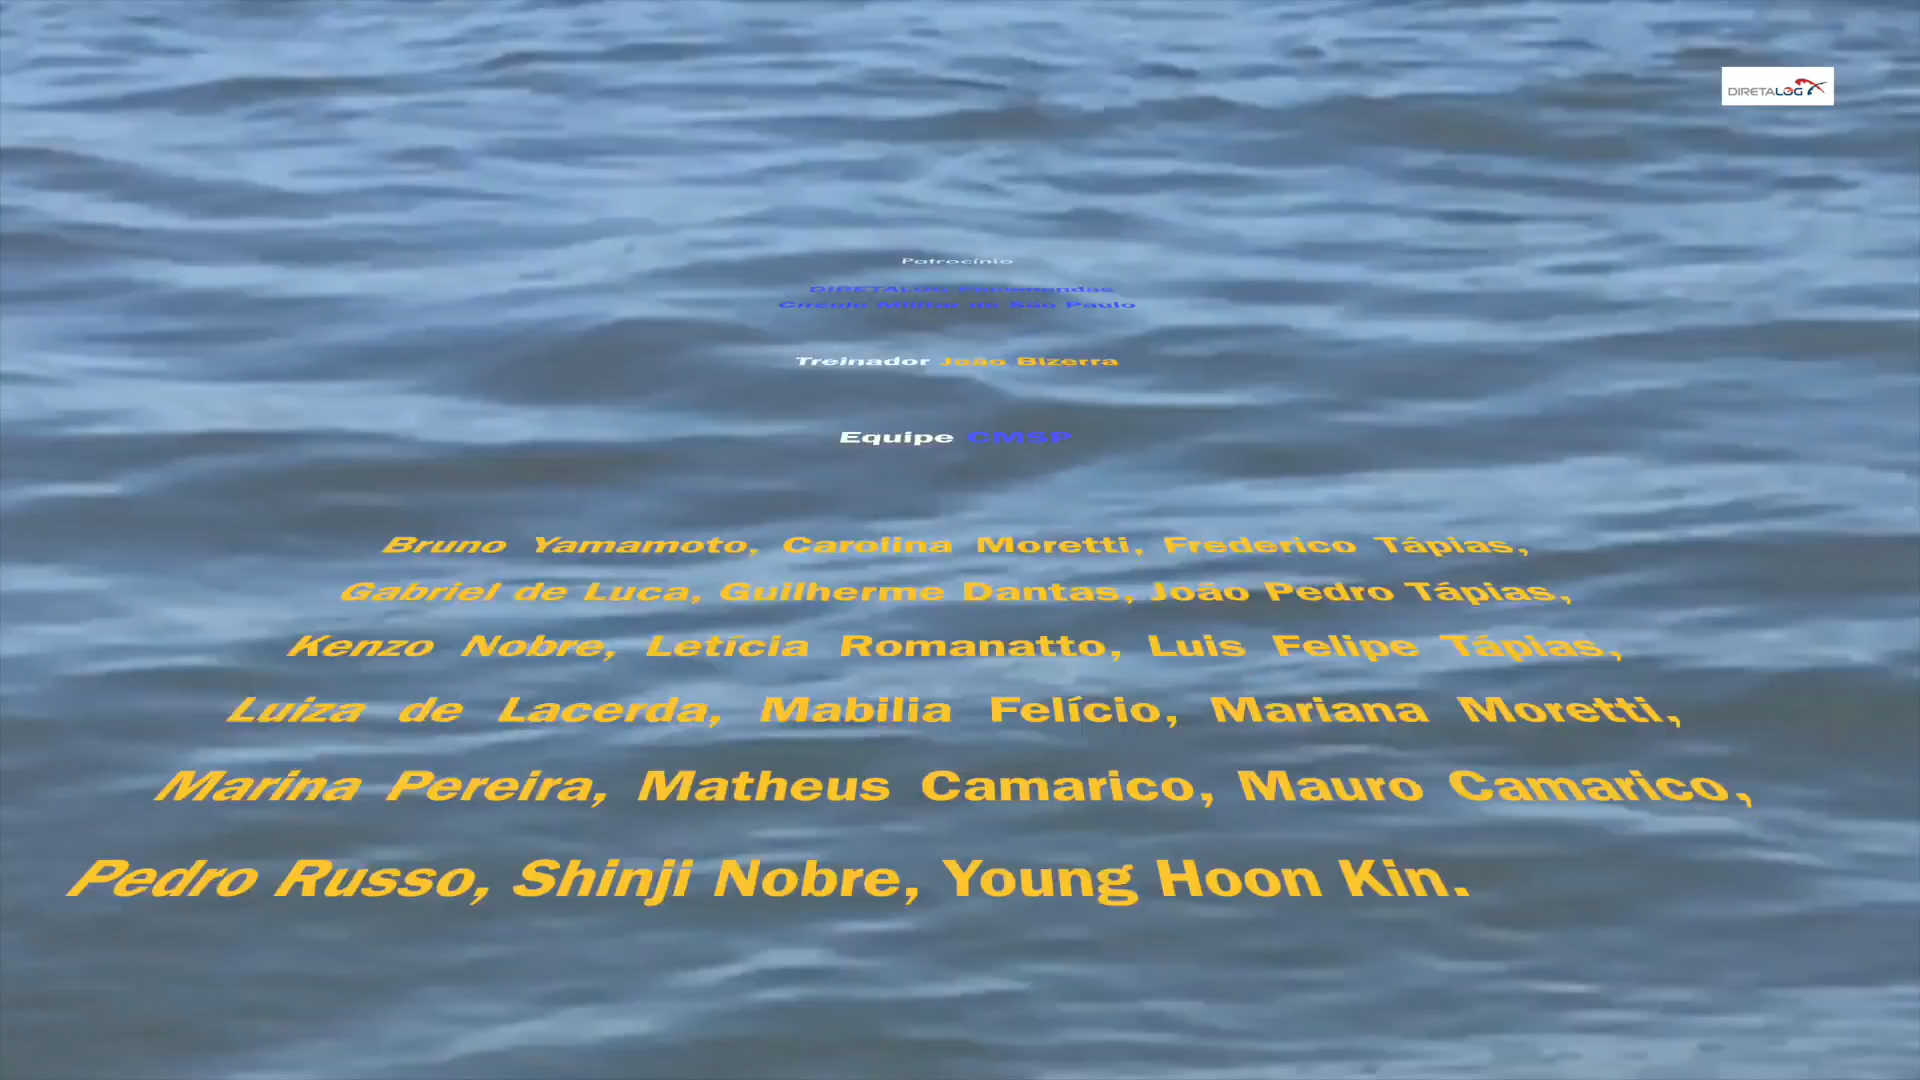 DIRETALOG
Patrocínio
DIRETALOG Encomendas
Círculo Militar de São Paulo
Treinador João Bizerra
Equipe CMSP
Bruno Yamamoto, Carolina Moretti, Frederico Tápias,
Gabriel de Luca, Guilherme Dantas, João Pedro Tápias,
Kenzo Nobre, Letícia Romanatto, Luis Felipe Tápias,
Luiza de Lacerda, Mabilia Felício, Mariana Moretti,
Marina Pereira, Matheus Camarico, Mauro Camarico,
Pedro Russo, Shinji Nobre, Young Hoon Kin.